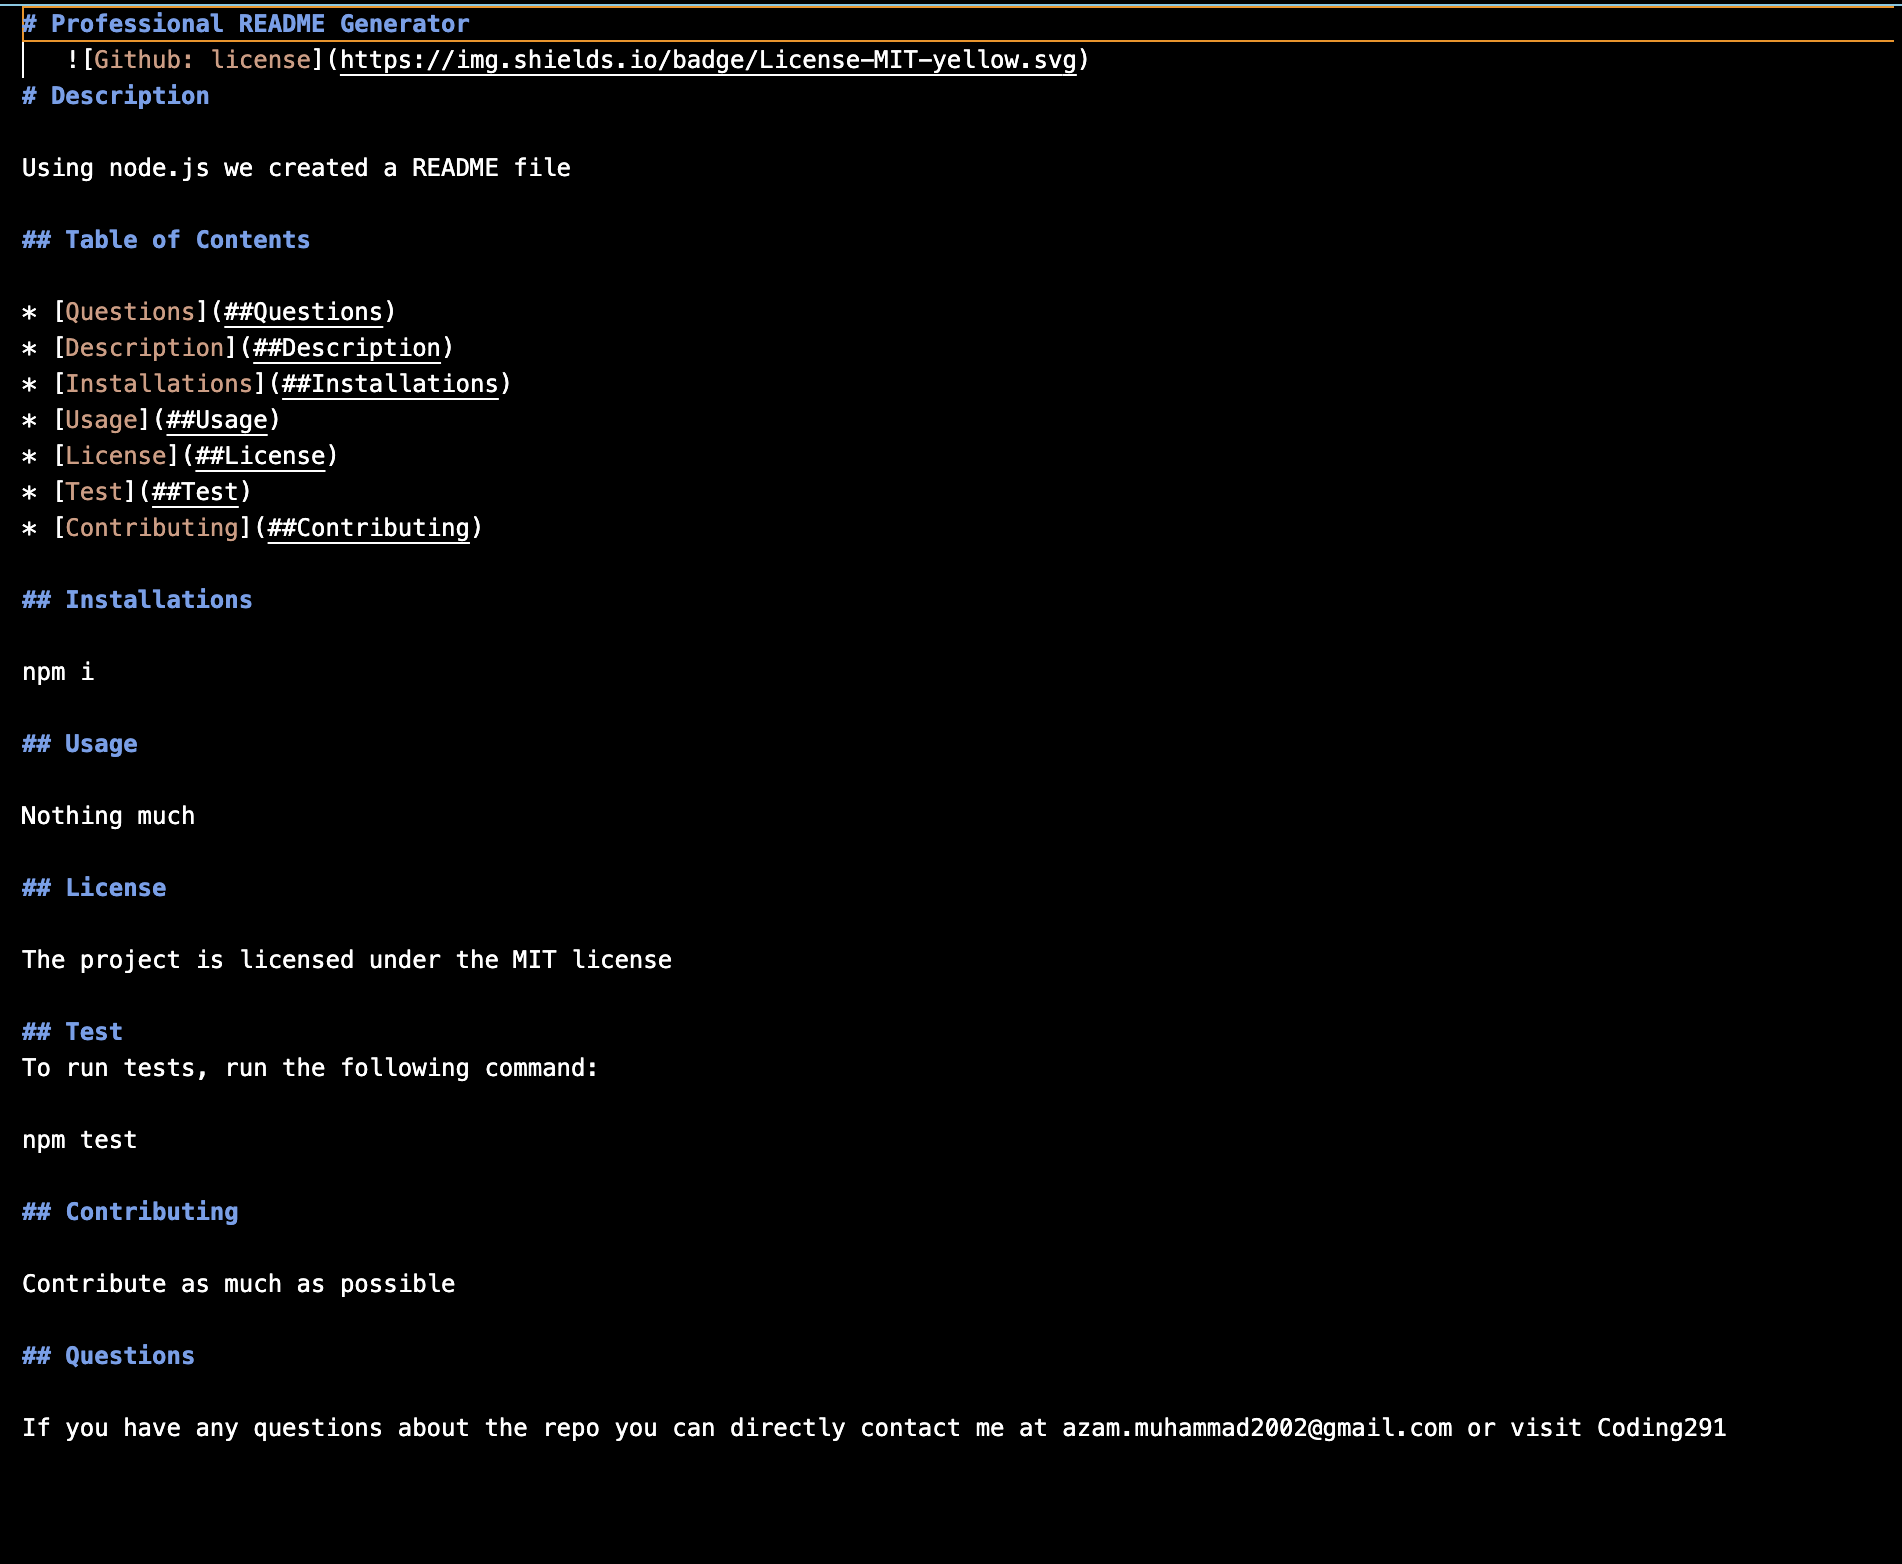 # Professional README Generator
![Github: license](https://img.shields.io/badge/License-MIT-yellow.svg)
# Description
Using node.js we created a README file
## Table of Contents
* [Questions](##Questions)
* [Description](##Description)
* [Installations](##Installations)
* [Usage](##Usage)
* [License](##License)
* [Test](##Test)
* [Contributing](##Contributing)
## Installations
npm i
## Usage
Nothing much
## License
The project is licensed under the MIT license
## Test
To run tests, run the following command:
npm test
## Contributing
Contribute as much as possible
## Questions
If you have any questions about the repo you can directly contact me at azam.muhammad2002@gmail.com or visit Coding291